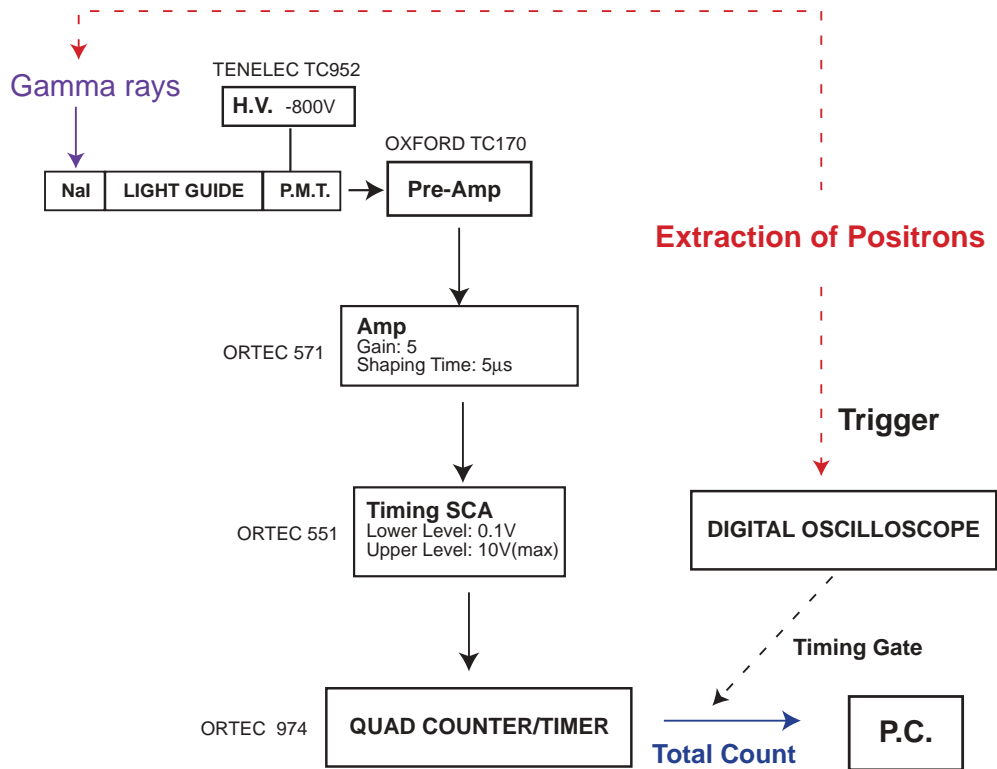 Gamma rays
TENELEC TC952
H.V. -800V
OXFORD TC170
NaI
LIGHT GUIDE
P.M.T.
Pre-Amp
Extraction of Positrons
ORTEC 571
Amp
Gain: 5
Shaping Time: 5μs
Trigger
ORTEC 551
Timing SCA
Lower Level: 0.1V
Upper Level: 10V(max)
DIGITAL OSCILLOSCOPE
Timing Gate
ORTEC 974
QUAD COUNTER/TIMER
Total Count
P.C.